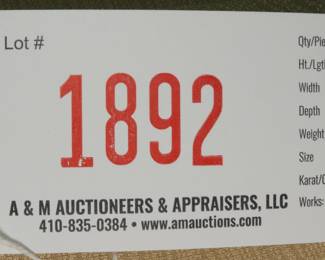 Lot #
1892
A & M AUCTIONEERS & APPRAISERS, LLC
410-835-0384 • www.amauctions.com
Qty/Pie
Ht./Lgt
Width
Depth
Weight
Size
Karat/C
Works: